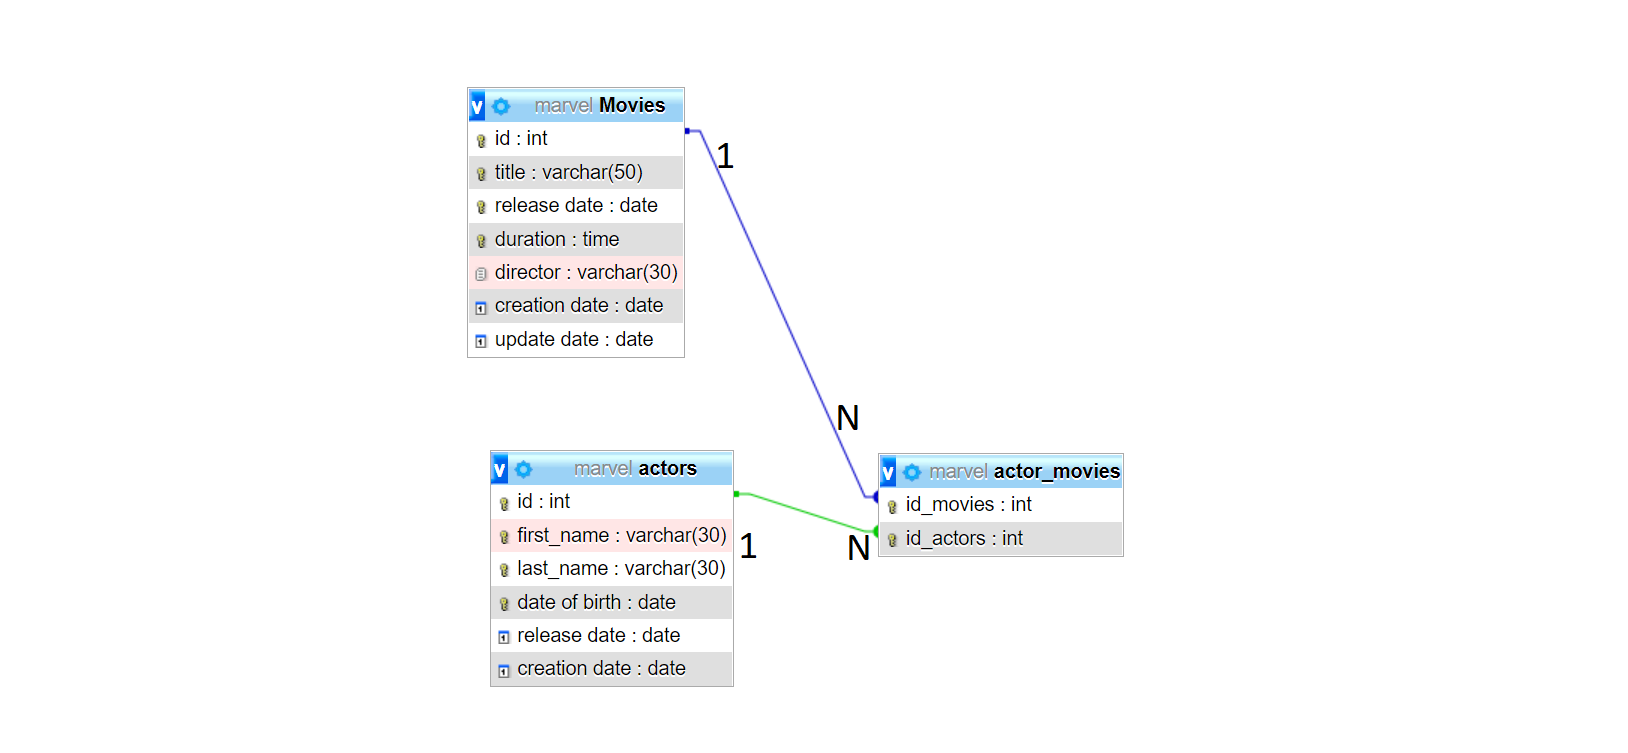 v marvel Movies
id : int
title : varchar(50)
release date : date
duration : time
director : varchar(30)
creation date : date
update date : date
1
N
v marvel actors
id : int
first_name : varchar(30)
last_name : varchar(30)
date of birth : date
release date : date
creation date : date
1
N
v marvel actor_movies
id_movies : int
id_actors : int